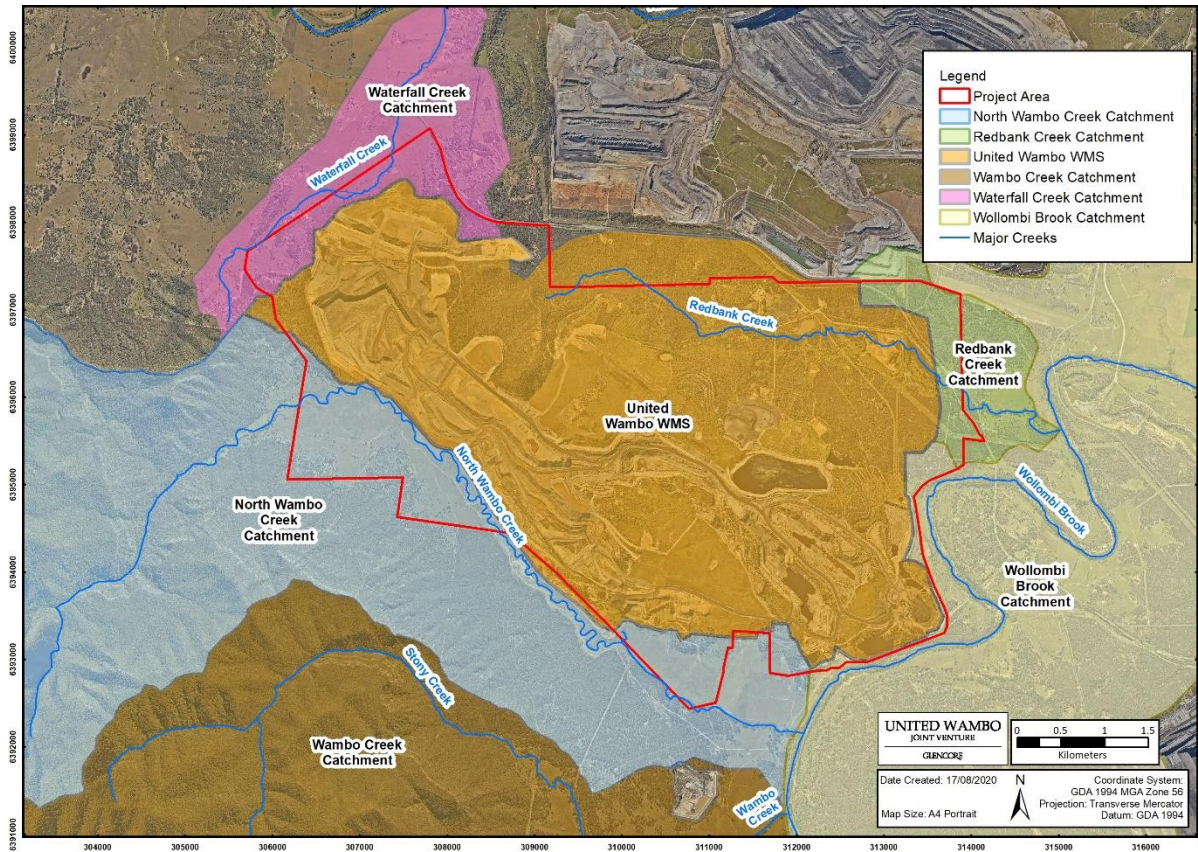 Legend
Project Area
North Wambo Creek Catchment
Redbank Creek Catchment
United Wambo WMS
Wambo Creek Catchment
Waterfall Creek Catchment
Wollombi Brook Catchment
Major Creeks
Waterfall Creek
Catchment
Waterfall Creek
Redbank Creek
Redbank
Creek
Catchment
United
Wambo WMS
North Wambo Creek
North Wambo
Creek
Catchment
Wollombi Brook
Wollombi
Brook
Catchment
Stony Creek
Wambo Creek
Catchment
Wambo
Creek
UNITED WAMBO
JOINT VENTURE
GLENCORE
0 0.5 1 1.5
Kilometers
Date Created: 17/08/2020
Map Size: A4 Portrait
N
Coordinate System:
GDA 1994 MGA Zone 56
Projection: Transverse Mercator
Datum: GDA 1994
6400000
6399000
6398000
6397000
6396000
6395000
6394000
6393000
6392000
6391000
304000 305000 306000 307000 308000 309000 310000 311000 312000 313000 314000 315000 316000